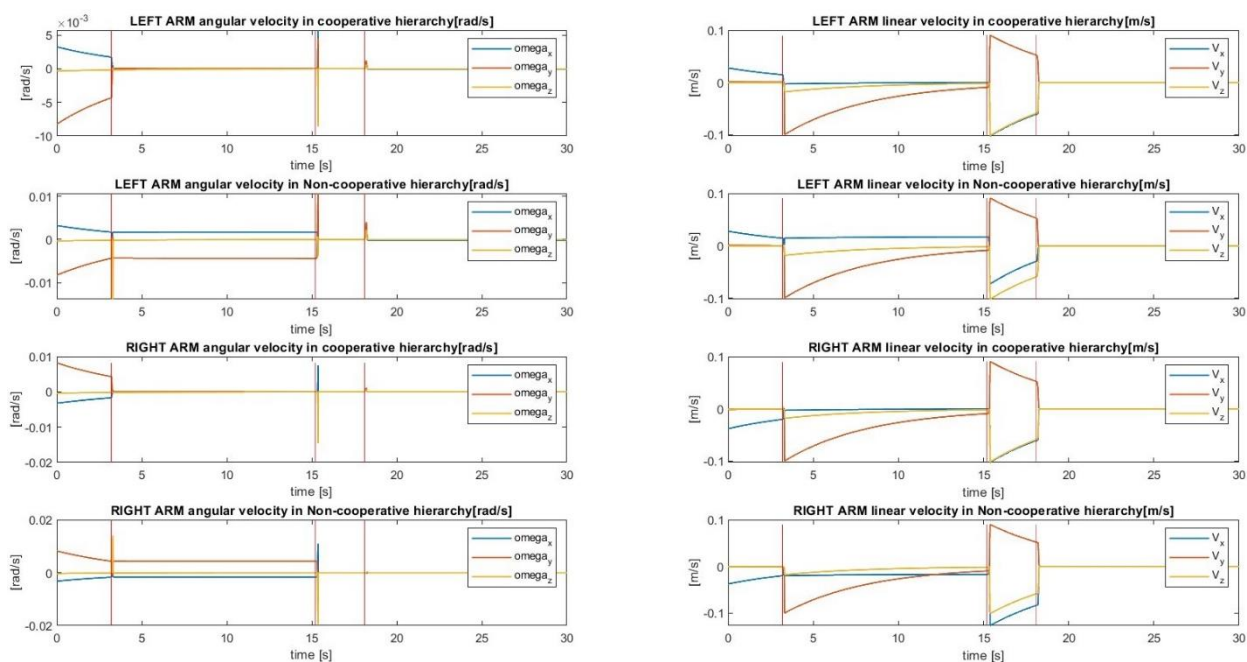 LEFT ARM angular velocity in cooperative hierarchy[rad/s]
×10⁻³
5
0
-5
-10
[rad/s]
omegaₓ
omega_y
omega_z
0 5 10 15 20 25 30
time [s]
LEFT ARM angular velocity in Non-cooperative hierarchy[rad/s]
0.01
0
-0.01
[rad/s]
omegaₓ
omega_y
omega_z
0 5 10 15 20 25 30
time [s]
RIGHT ARM angular velocity in cooperative hierarchy[rad/s]
0.01
0
-0.01
-0.02
[rad/s]
omegaₓ
omega_y
omega_z
0 5 10 15 20 25 30
time [s]
RIGHT ARM angular velocity in Non-cooperative hierarchy[rad/s]
0.02
0
-0.02
[rad/s]
omegaₓ
omega_y
omega_z
0 5 10 15 20 25 30
time [s]
LEFT ARM linear velocity in cooperative hierarchy[m/s]
0.1
0
-0.1
[m/s]
Vₓ
V_y
V_z
0 5 10 15 20 25 30
time [s]
LEFT ARM linear velocity in Non-cooperative hierarchy[m/s]
0.1
0
-0.1
[m/s]
Vₓ
V_y
V_z
0 5 10 15 20 25 30
time [s]
RIGHT ARM linear velocity in cooperative hierarchy[m/s]
0.1
0
-0.1
[m/s]
Vₓ
V_y
V_z
0 5 10 15 20 25 30
time [s]
RIGHT ARM linear velocity in Non-cooperative hierarchy[m/s]
0.1
0
-0.1
[m/s]
Vₓ
V_y
V_z
0 5 10 15 20 25 30
time [s]